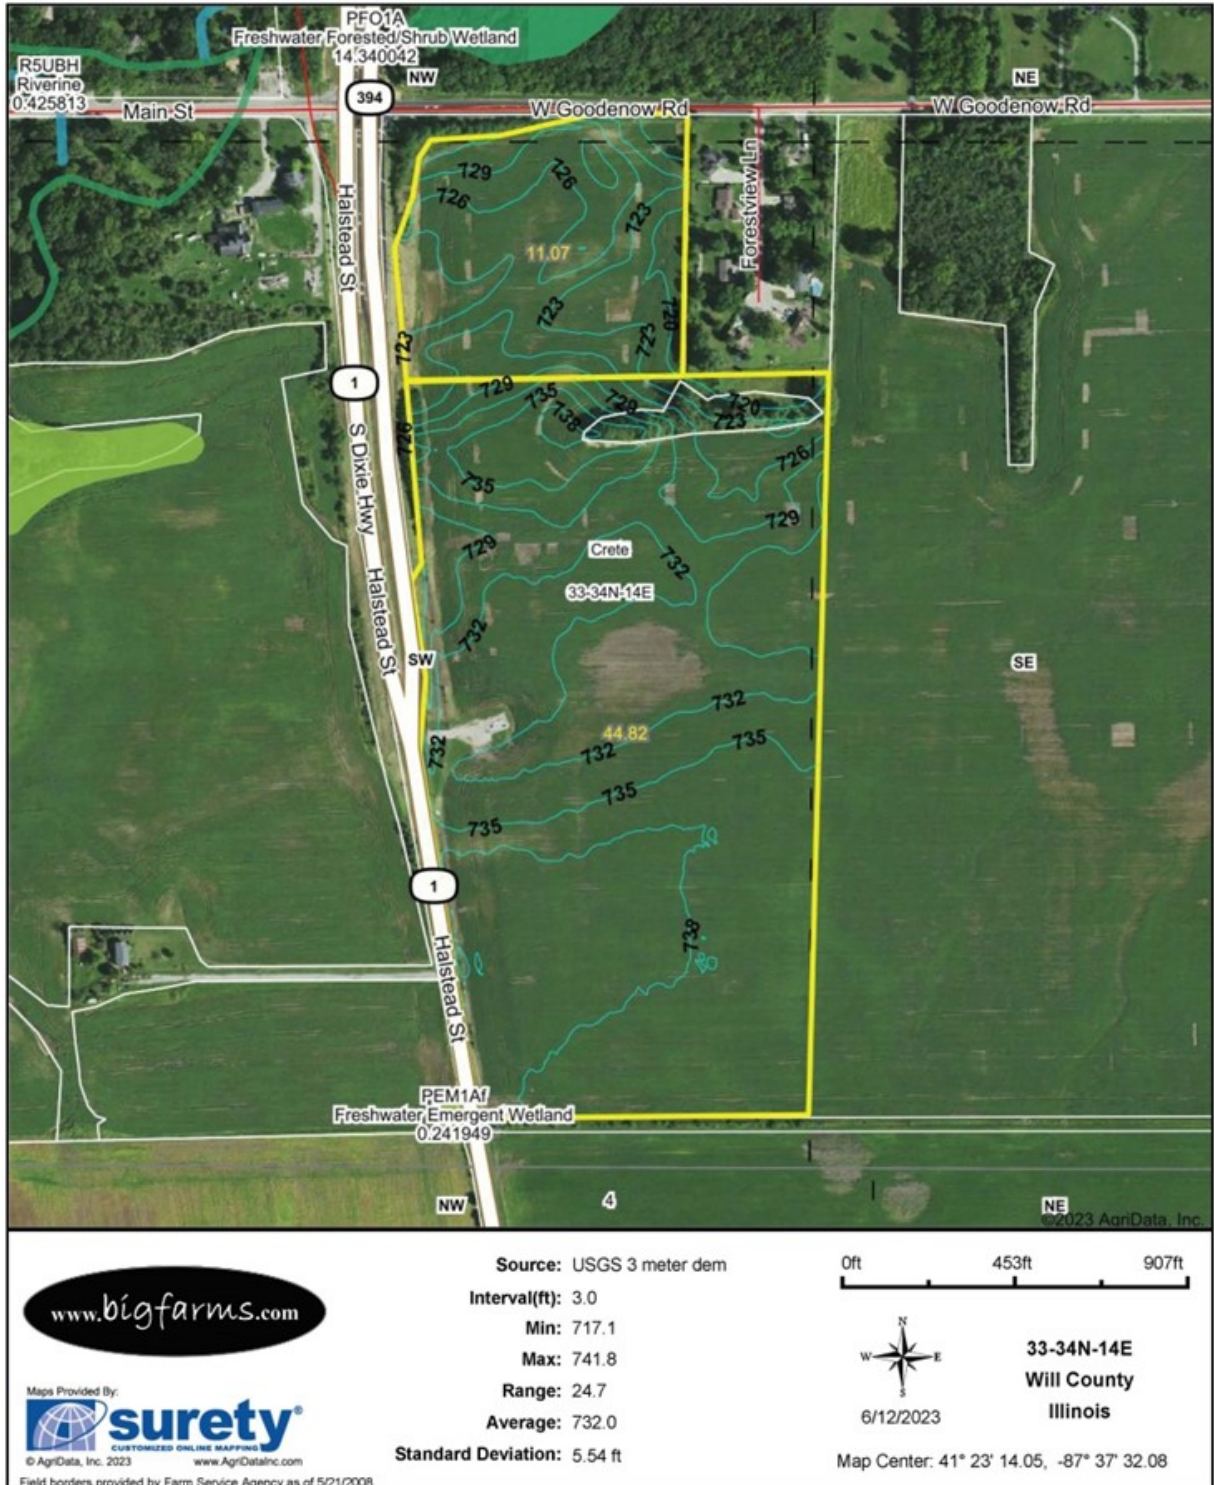 PFO1A
Freshwater Forested/Shrub Wetland
14.340042
R5UBH
Riverine
0.425813
NW
NE
394
Main St
W Goodenow Rd
W Goodenow Rd
Halstead St
Forestview Ln
729
726
726
723
11.07
723
720
723
723
1
729
735
738
729
720
723
726
726
735
S Dixie Hwy
729
729
Crete
732
33-34N-14E
Halstead St
732
SW
SE
732
44.82
732
735
732
735
735
1
738
Halstead St
PEM1Af
Freshwater Emergent Wetland
0.241949
NW
4
NE
©2023 AgriData, Inc.
www.bigfarms.com
Source: USGS 3 meter dem
Interval(ft): 3.0
Min: 717.1
Max: 741.8
Range: 24.7
Average: 732.0
Standard Deviation: 5.54 ft
0ft 453ft 907ft
N
W E
S
6/12/2023
33-34N-14E
Will County
Illinois
Map Center: 41° 23' 14.05, -87° 37' 32.08
Maps Provided By:
surety®
CUSTOMIZED ONLINE MAPPING
© AgriData, Inc. 2023 www.AgriDataInc.com
Field borders provided by Farm Service Agency as of 5/21/2008.